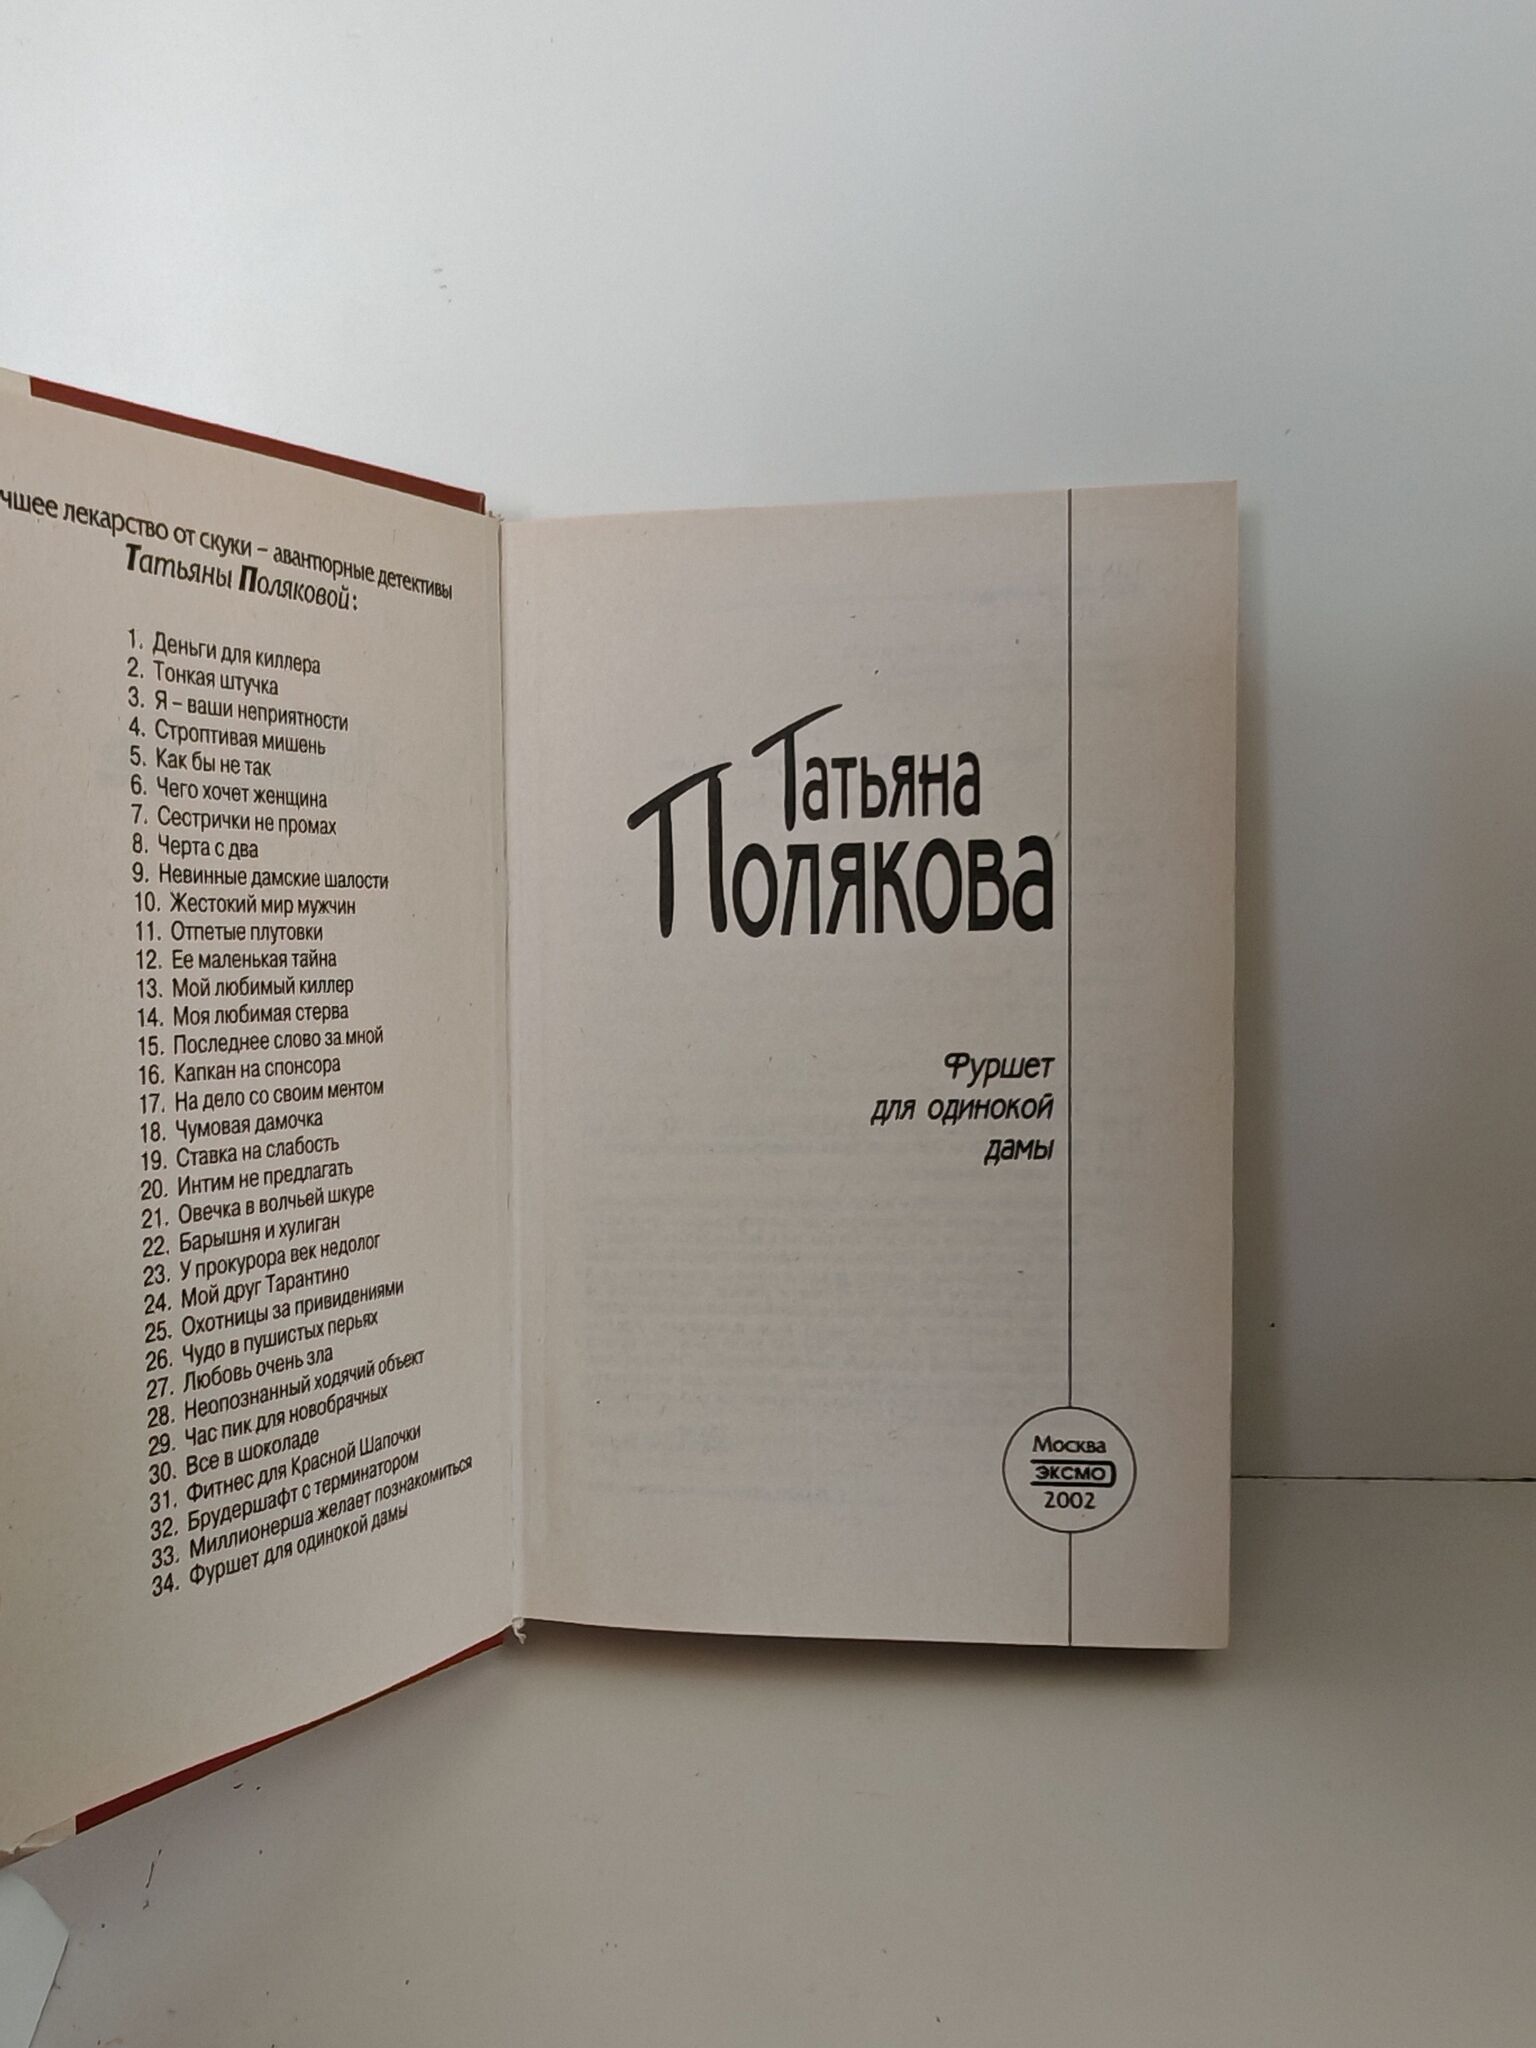 чшее лекарство от скуки – авантюрные детективы
Татьяны Поляковой:
1. Деньги для киллера
2. Тонкая штучка
3. Я – ваши неприятности
4. Строптивая мишень
5. Как бы не так
6. Чего хочет женщина
7. Сестрички не промах
8. Черта с два
9. Невинные дамские шалости
10. Жестокий мир мужчин
11. Отпетые плутовки
12. Ее маленькая тайна
13. Мой любимый киллер
14. Моя любимая стерва
15. Последнее слово за мной
16. Капкан на спонсора
17. На дело со своим ментом
18. Чумовая дамочка
19. Ставка на слабость
20. Интим не предлагать
21. Овечка в волчьей шкуре
22. Барышня и хулиган
23. У прокурора век недолог
24. Мой друг Тарантино
25. Охотницы за привидениями
26. Чудо в пушистых перьях
27. Любовь очень зла
28. Неопознанный ходячий объект
29. Час пик для новобрачных
30. Все в шоколаде
31. Фитнес для Красной Шапочки
32. Брудершафт с терминатором
33. Миллионерша желает познакомиться
34. Фуршет для одинокой дамы
Татьяна
Полякова
Фуршет
для одинокой
дамы
Москва
ЭКСМО
2002